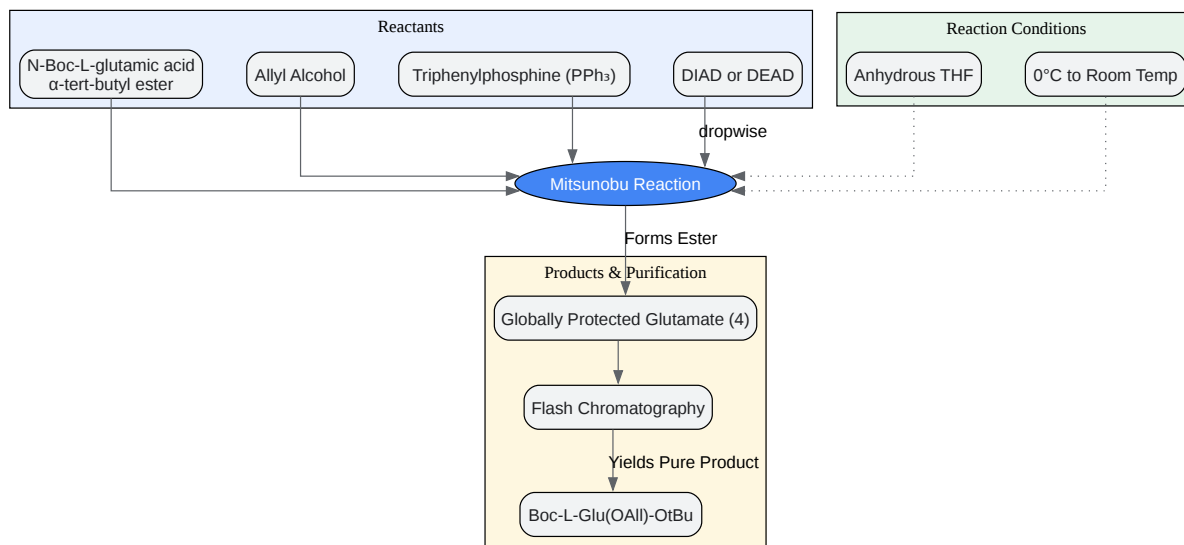 Reactants
Reaction Conditions
N-Boc-L-glutamic acid
α-tert-butyl ester
Allyl Alcohol
Triphenylphosphine (PPh₃)
DIAD or DEAD
Anhydrous THF
0°C to Room Temp
dropwise
Mitsunobu Reaction
Forms Ester
Products & Purification
Globally Protected Glutamate (4)
Flash Chromatography
Yields Pure Product
Boc-L-Glu(OAll)-OtBu